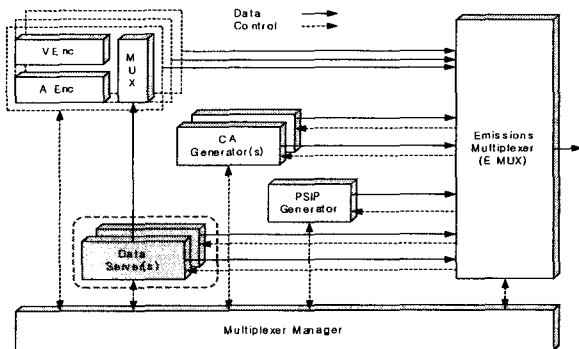 Data
Control
V Enc
A Enc
M
U
X
CA
Generator(s)
PSIP
Generator
Data
Server(s)
Emissions
Multiplexer
(E MUX)
Multiplexer Manager